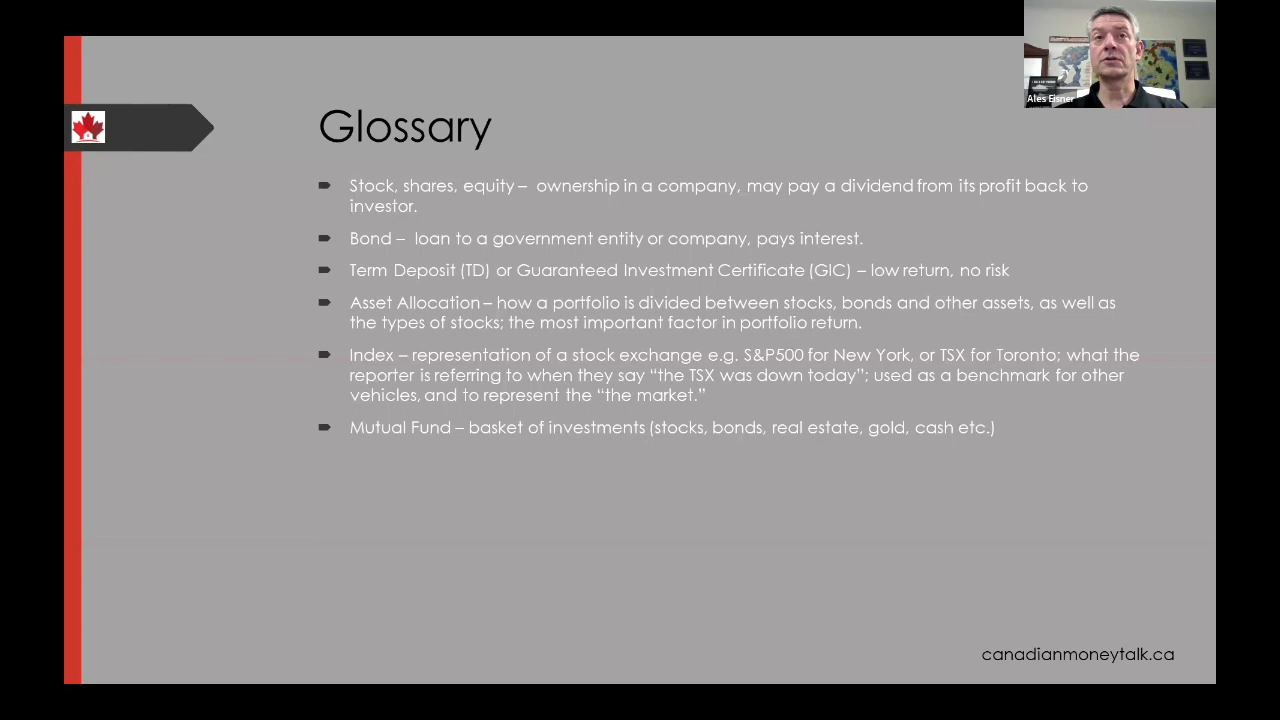 Ales Eisner
Glossary
Stock, shares, equity – ownership in a company, may pay a dividend from its profit back to
investor.
Bond – loan to a government entity or company, pays interest.
Term Deposit (TD) or Guaranteed Investment Certificate (GIC) – low return, no risk
Asset Allocation – how a portfolio is divided between stocks, bonds and other assets, as well as
the types of stocks; the most important factor in portfolio return.
Index – representation of a stock exchange e.g. S&P500 for New York, or TSX for Toronto; what the
reporter is referring to when they say “the TSX was down today”; used as a benchmark for other
vehicles, and to represent the “the market.”
Mutual Fund – basket of investments (stocks, bonds, real estate, gold, cash etc.)
canadianmoneytalk.ca